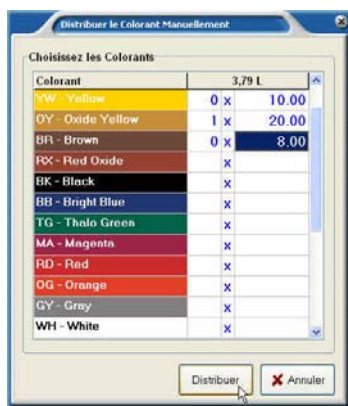 Distribuer le Colorant Manuellement
Choisissez les Colorants
Colorant 3,79 L
YW - Yellow 0 x 10.00
OY - Oxide Yellow 1 x 20.00
BR - Brown 0 x 8.00
RX - Red Oxide x
BK - Black x
BB - Bright Blue x
TG - Thalo Green x
MA - Magenta x
RD - Red x
OG - Orange x
GY - Gray x
WH - White x
Distribuer Annuler